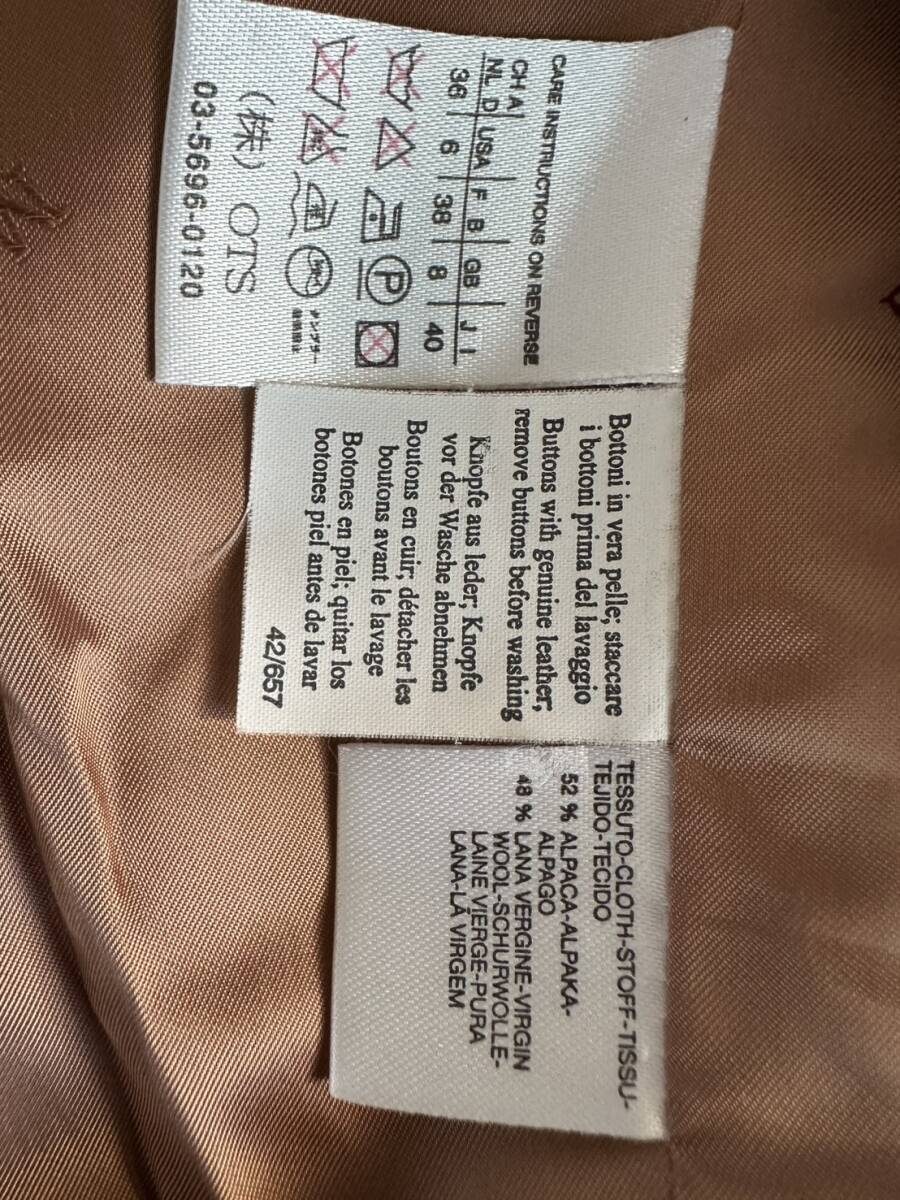 CARE INSTRUCTIONS ON REVERSE
CH A
NL D USA F B GB J I
36 6 38 8 40
P
(株) OTS
03-5696-0120
Bottoni in vera pelle; staccare
i bottoni prima del lavaggio
Buttons with genuine leather;
remove buttons before washing
Knopfe aus leder; Knopfe
vor der Wasche abnehmen
Boutons en cuir; détacher les
boutons avant le lavage
Botones en piel; quitar los
botones piel antes de lavar
42/657
TESSUTO-CLOTH-STOFF-TISSU-
TEJIDO-TECIDO
52 % ALPACA-ALPAKA-
ALPAGO
48 % LANA VERGINE-VIRGIN
WOOL-SCHURWOLLE-
LAINE VIERGE-PURA
LANA-LÃ VIRGEM